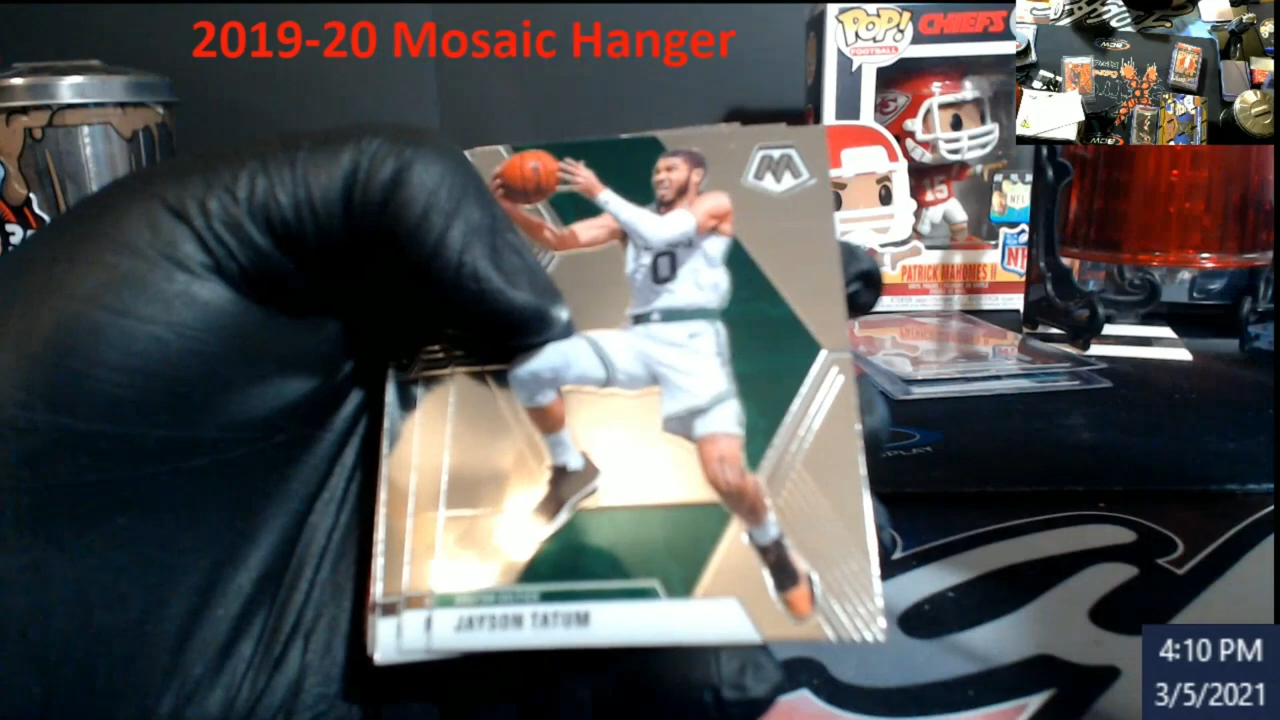 2019-20 Mosaic Hanger
POP!
FOOTBALL
CHIEFS
M
0
15
NFL
PATRICK MAHOMES II
JAYSON TATUM
4:10 PM
3/5/2021